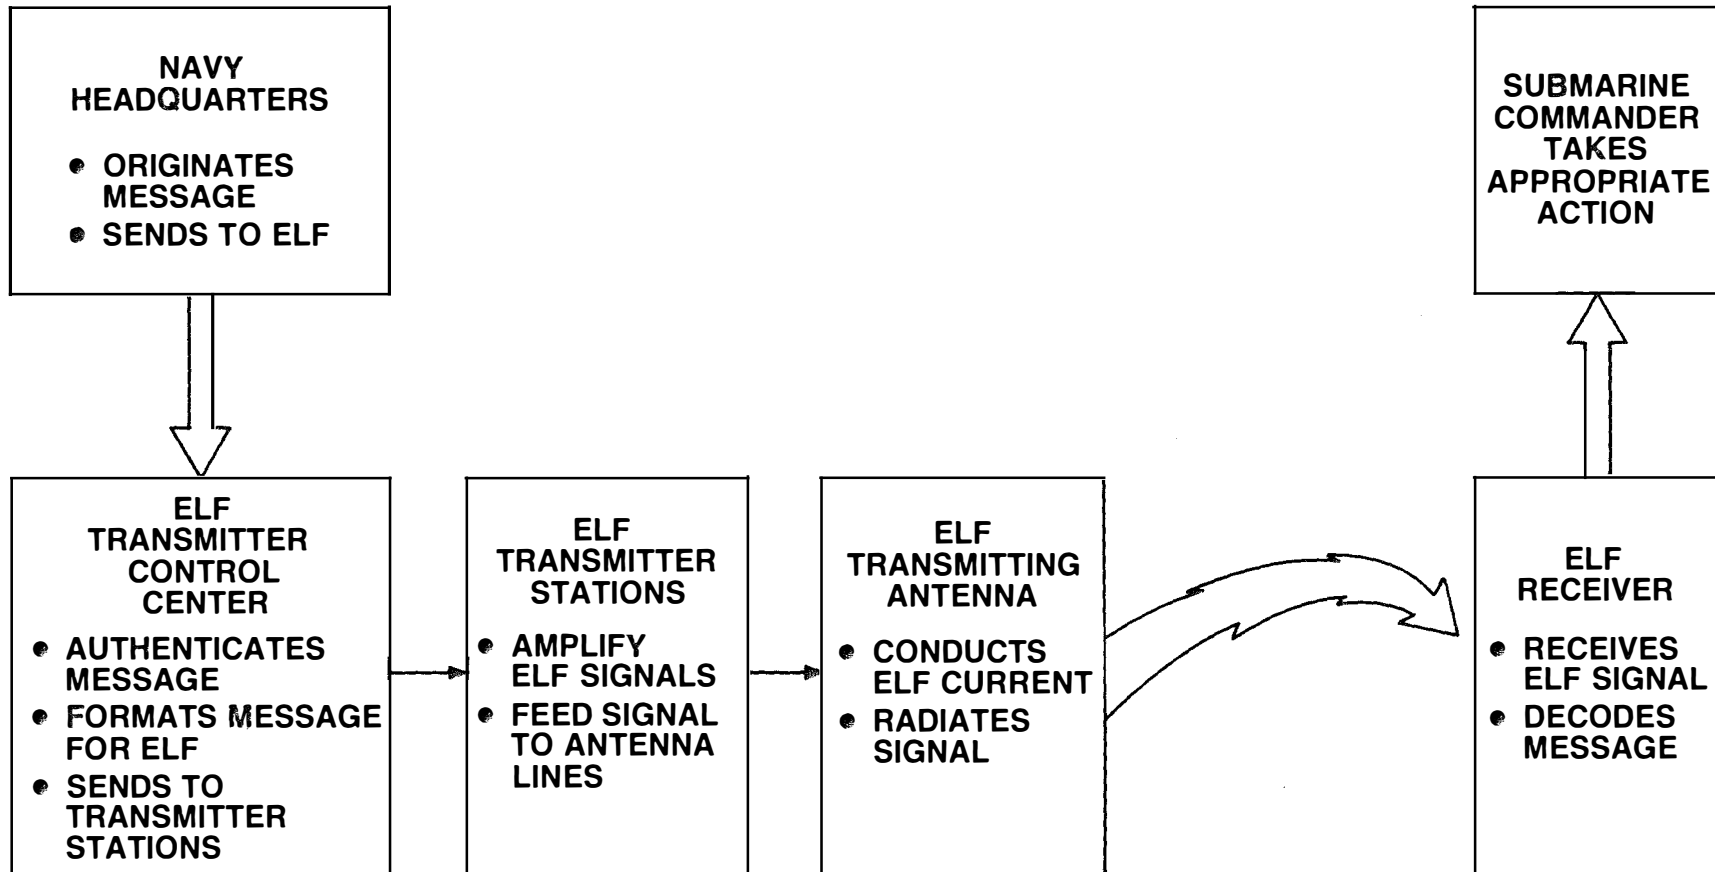 NAVY
HEADQUARTERS
• ORIGINATES
MESSAGE
• SENDS TO ELF
SUBMARINE
COMMANDER
TAKES
APPROPRIATE
ACTION
ELF
TRANSMITTER
CONTROL
CENTER
• AUTHENTICATES
MESSAGE
• FORMATS MESSAGE
FOR ELF
• SENDS TO
TRANSMITTER
STATIONS
ELF
TRANSMITTER
STATIONS
• AMPLIFY
ELF SIGNALS
• FEED SIGNAL
TO ANTENNA
LINES
ELF
TRANSMITTING
ANTENNA
• CONDUCTS
ELF CURRENT
• RADIATES
SIGNAL
ELF
RECEIVER
• RECEIVES
ELF SIGNAL
• DECODES
MESSAGE